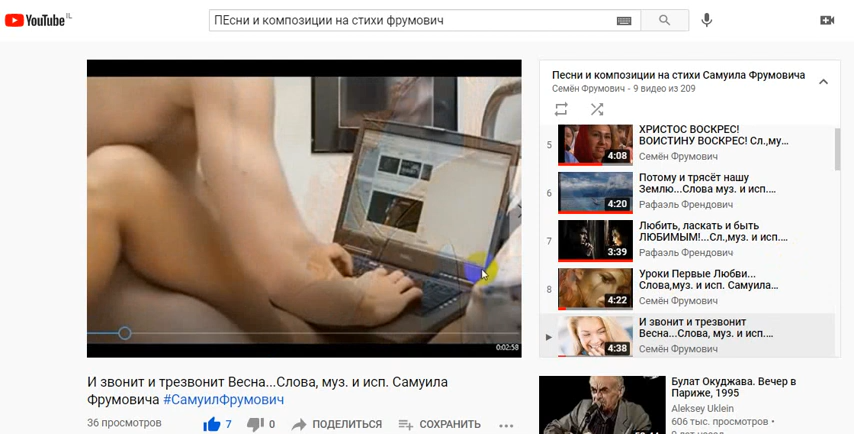 YouTube IL
ПЕсни и композиции на стихи фрумович
0:02:58
И звонит и трезвонит Весна...Слова, муз. и исп. Самуила
Фрумовича #СамуилФрумович
36 просмотров
7
0
ПОДЕЛИТЬСЯ
СОХРАНИТЬ
Песни и композиции на стихи Самуила Фрумовича
Семён Фрумович - 9 видео из 209
5
4:08
ХРИСТОС ВОСКРЕС!
ВОИСТИНУ ВОСКРЕС! Сл.,му...
Семён Фрумович
6
4:20
Потому и трясёт нашу
Землю...Слова муз. и исп....
Рафаэль Френдович
7
3:39
Любить, ласкать и быть
ЛЮБИМЫМ!...Сл.,муз. и исп....
Рафаэль Френдович
8
4:22
Уроки Первые Любви...
Слова,муз. и исп. Самуила...
Семён Фрумович
4:38
И звонит и трезвонит
Весна...Слова, муз. и исп....
Семён Фрумович
Булат Окуджава. Вечер в
Париже, 1995
Aleksey Uklein
606 тыс. просмотров •